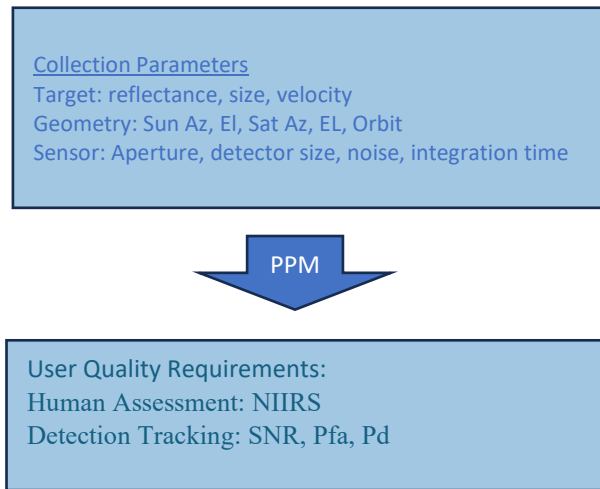 Collection Parameters
Target: reflectance, size, velocity
Geometry: Sun Az, El, Sat Az, EL, Orbit
Sensor: Aperture, detector size, noise, integration time
PPM
User Quality Requirements:
Human Assessment: NIIRS
Detection Tracking: SNR, Pfa, Pd